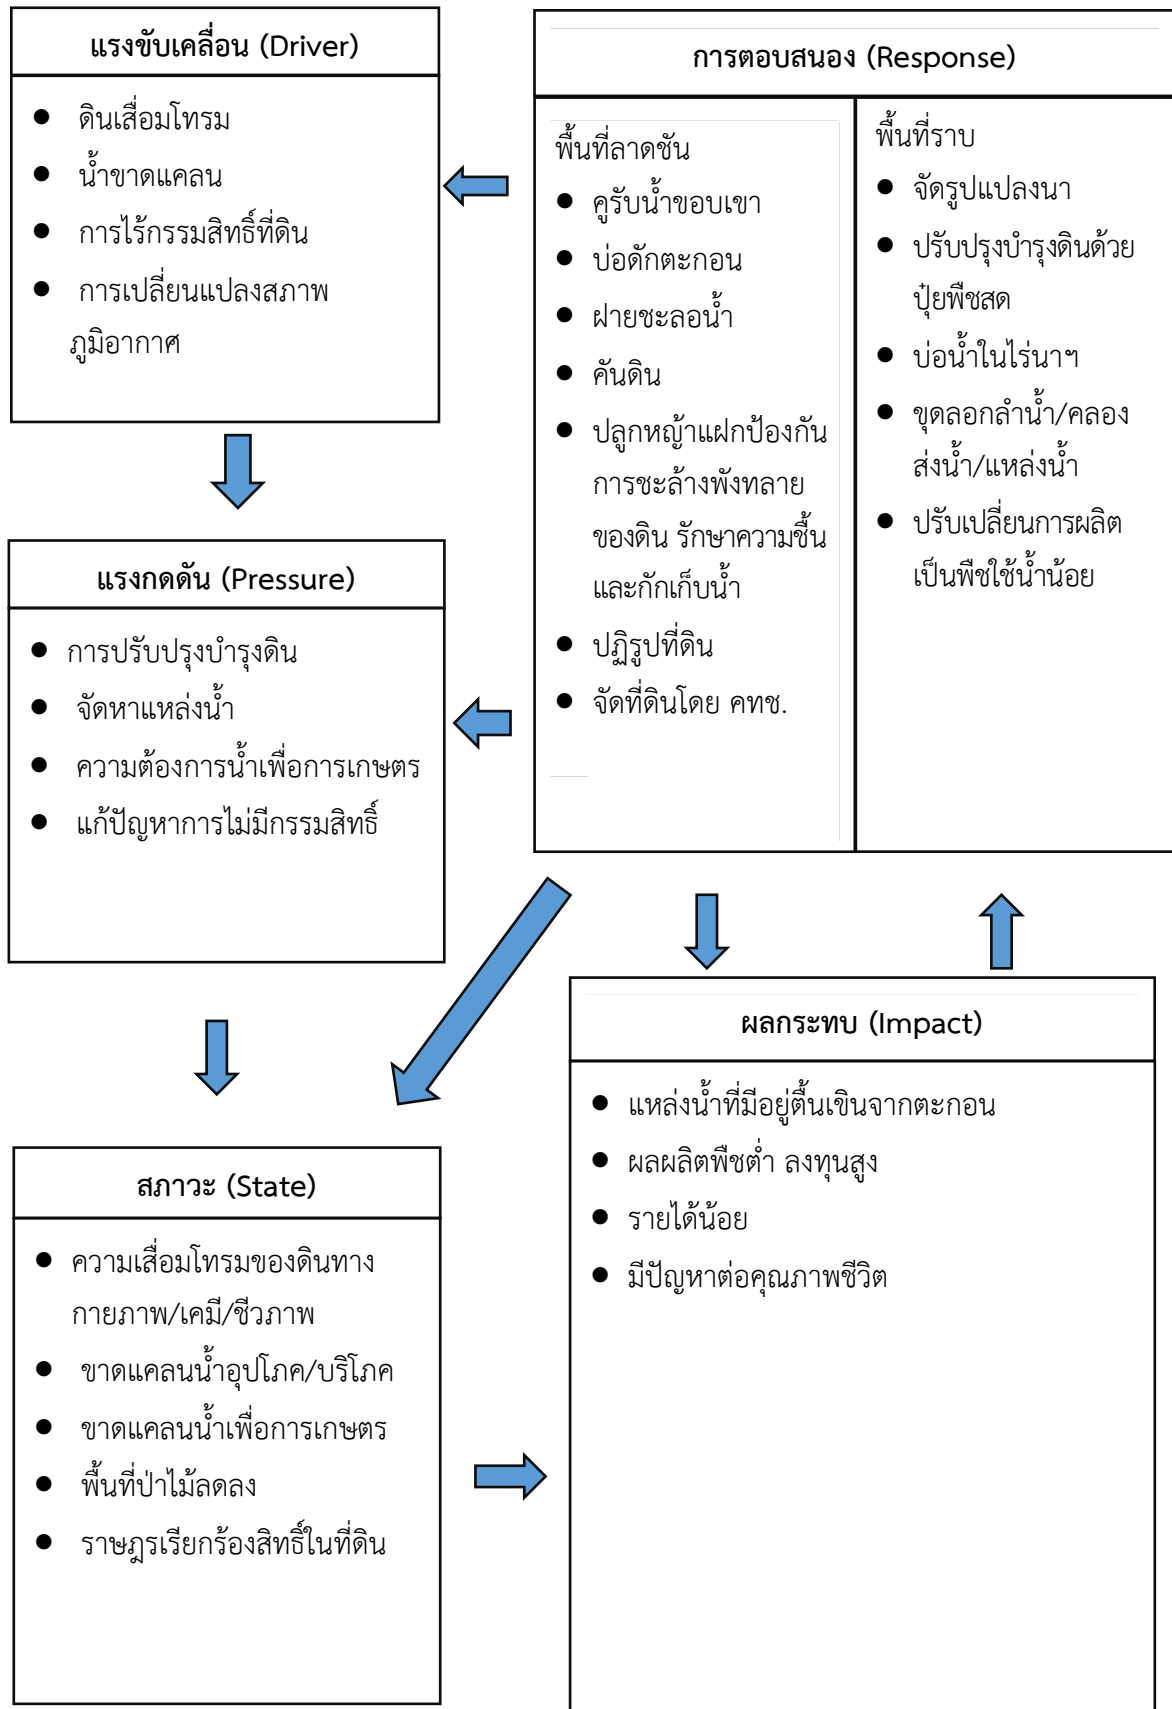 แรงขับเคลื่อน (Driver)
● ดินเสื่อมโทรม
● น้ำขาดแคลน
● การไร้กรรมสิทธิ์ที่ดิน
● การเปลี่ยนแปลงสภาพ
ภูมิอากาศ
แรงกดดัน (Pressure)
● การปรับปรุงบำรุงดิน
● จัดหาแหล่งน้ำ
● ความต้องการน้ำเพื่อการเกษตร
● แก้ปัญหาการไม่มีกรรมสิทธิ์
สภาวะ (State)
● ความเสื่อมโทรมของดินทาง
กายภาพ/เคมี/ชีวภาพ
● ขาดแคลนน้ำอุปโภค/บริโภค
● ขาดแคลนน้ำเพื่อการเกษตร
● พื้นที่ป่าไม้ลดลง
● ราษฎรเรียกร้องสิทธิ์ในที่ดิน
การตอบสนอง (Response)
พื้นที่ลาดชัน
● คูรับน้ำขอบเขา
● บ่อดักตะกอน
● ฝายชะลอน้ำ
● คันดิน
● ปลูกหญ้าแฝกป้องกัน
การชะล้างพังทลาย
ของดิน รักษาความชื้น
และกักเก็บน้ำ
● ปฏิรูปที่ดิน
● จัดที่ดินโดย คทช.
พื้นที่ราบ
● จัดรูปแปลงนา
● ปรับปรุงบำรุงดินด้วย
ปุ๋ยพืชสด
● บ่อน้ำในไร่นาฯ
● ขุดลอกลำน้ำ/คลอง
ส่งน้ำ/แหล่งน้ำ
● ปรับเปลี่ยนการผลิต
เป็นพืชใช้น้ำน้อย
ผลกระทบ (Impact)
● แหล่งน้ำที่มีอยู่ตื้นเขินจากตะกอน
● ผลผลิตพืชต่ำ ลงทุนสูง
● รายได้น้อย
● มีปัญหาต่อคุณภาพชีวิต